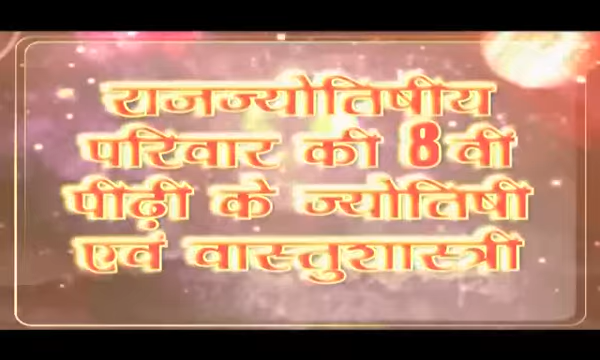 राजज्योतिषीय
परिवार की 8 वीं
पीढ़ी के ज्योतिषी
एवं वास्तुशास्त्री